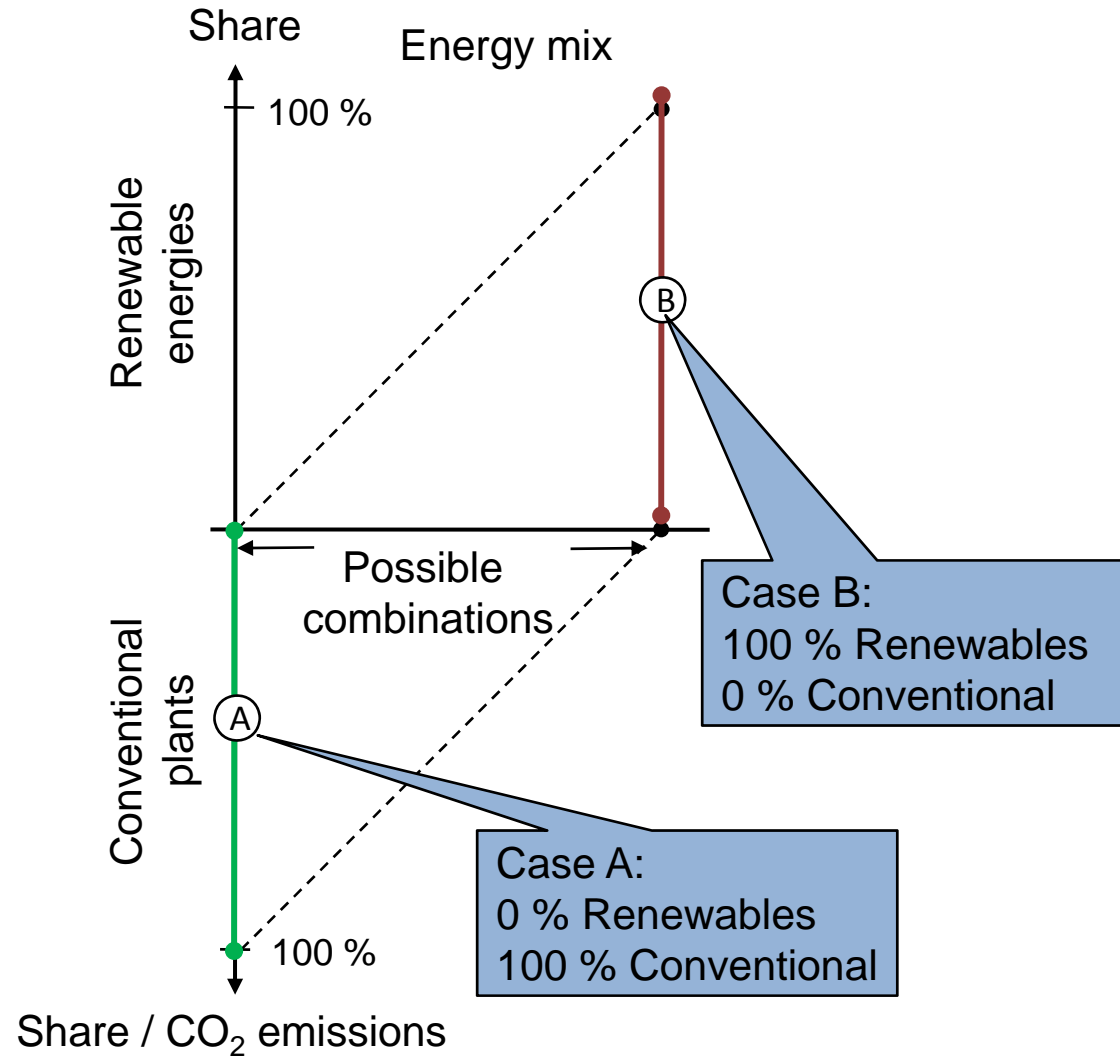 Share
Energy mix
100 %
Renewable
energies
B
Possible
combinations
Case B:
100 % Renewables
0 % Conventional
Conventional
plants
A
Case A:
0 % Renewables
100 % Conventional
100 %
Share / CO₂ emissions